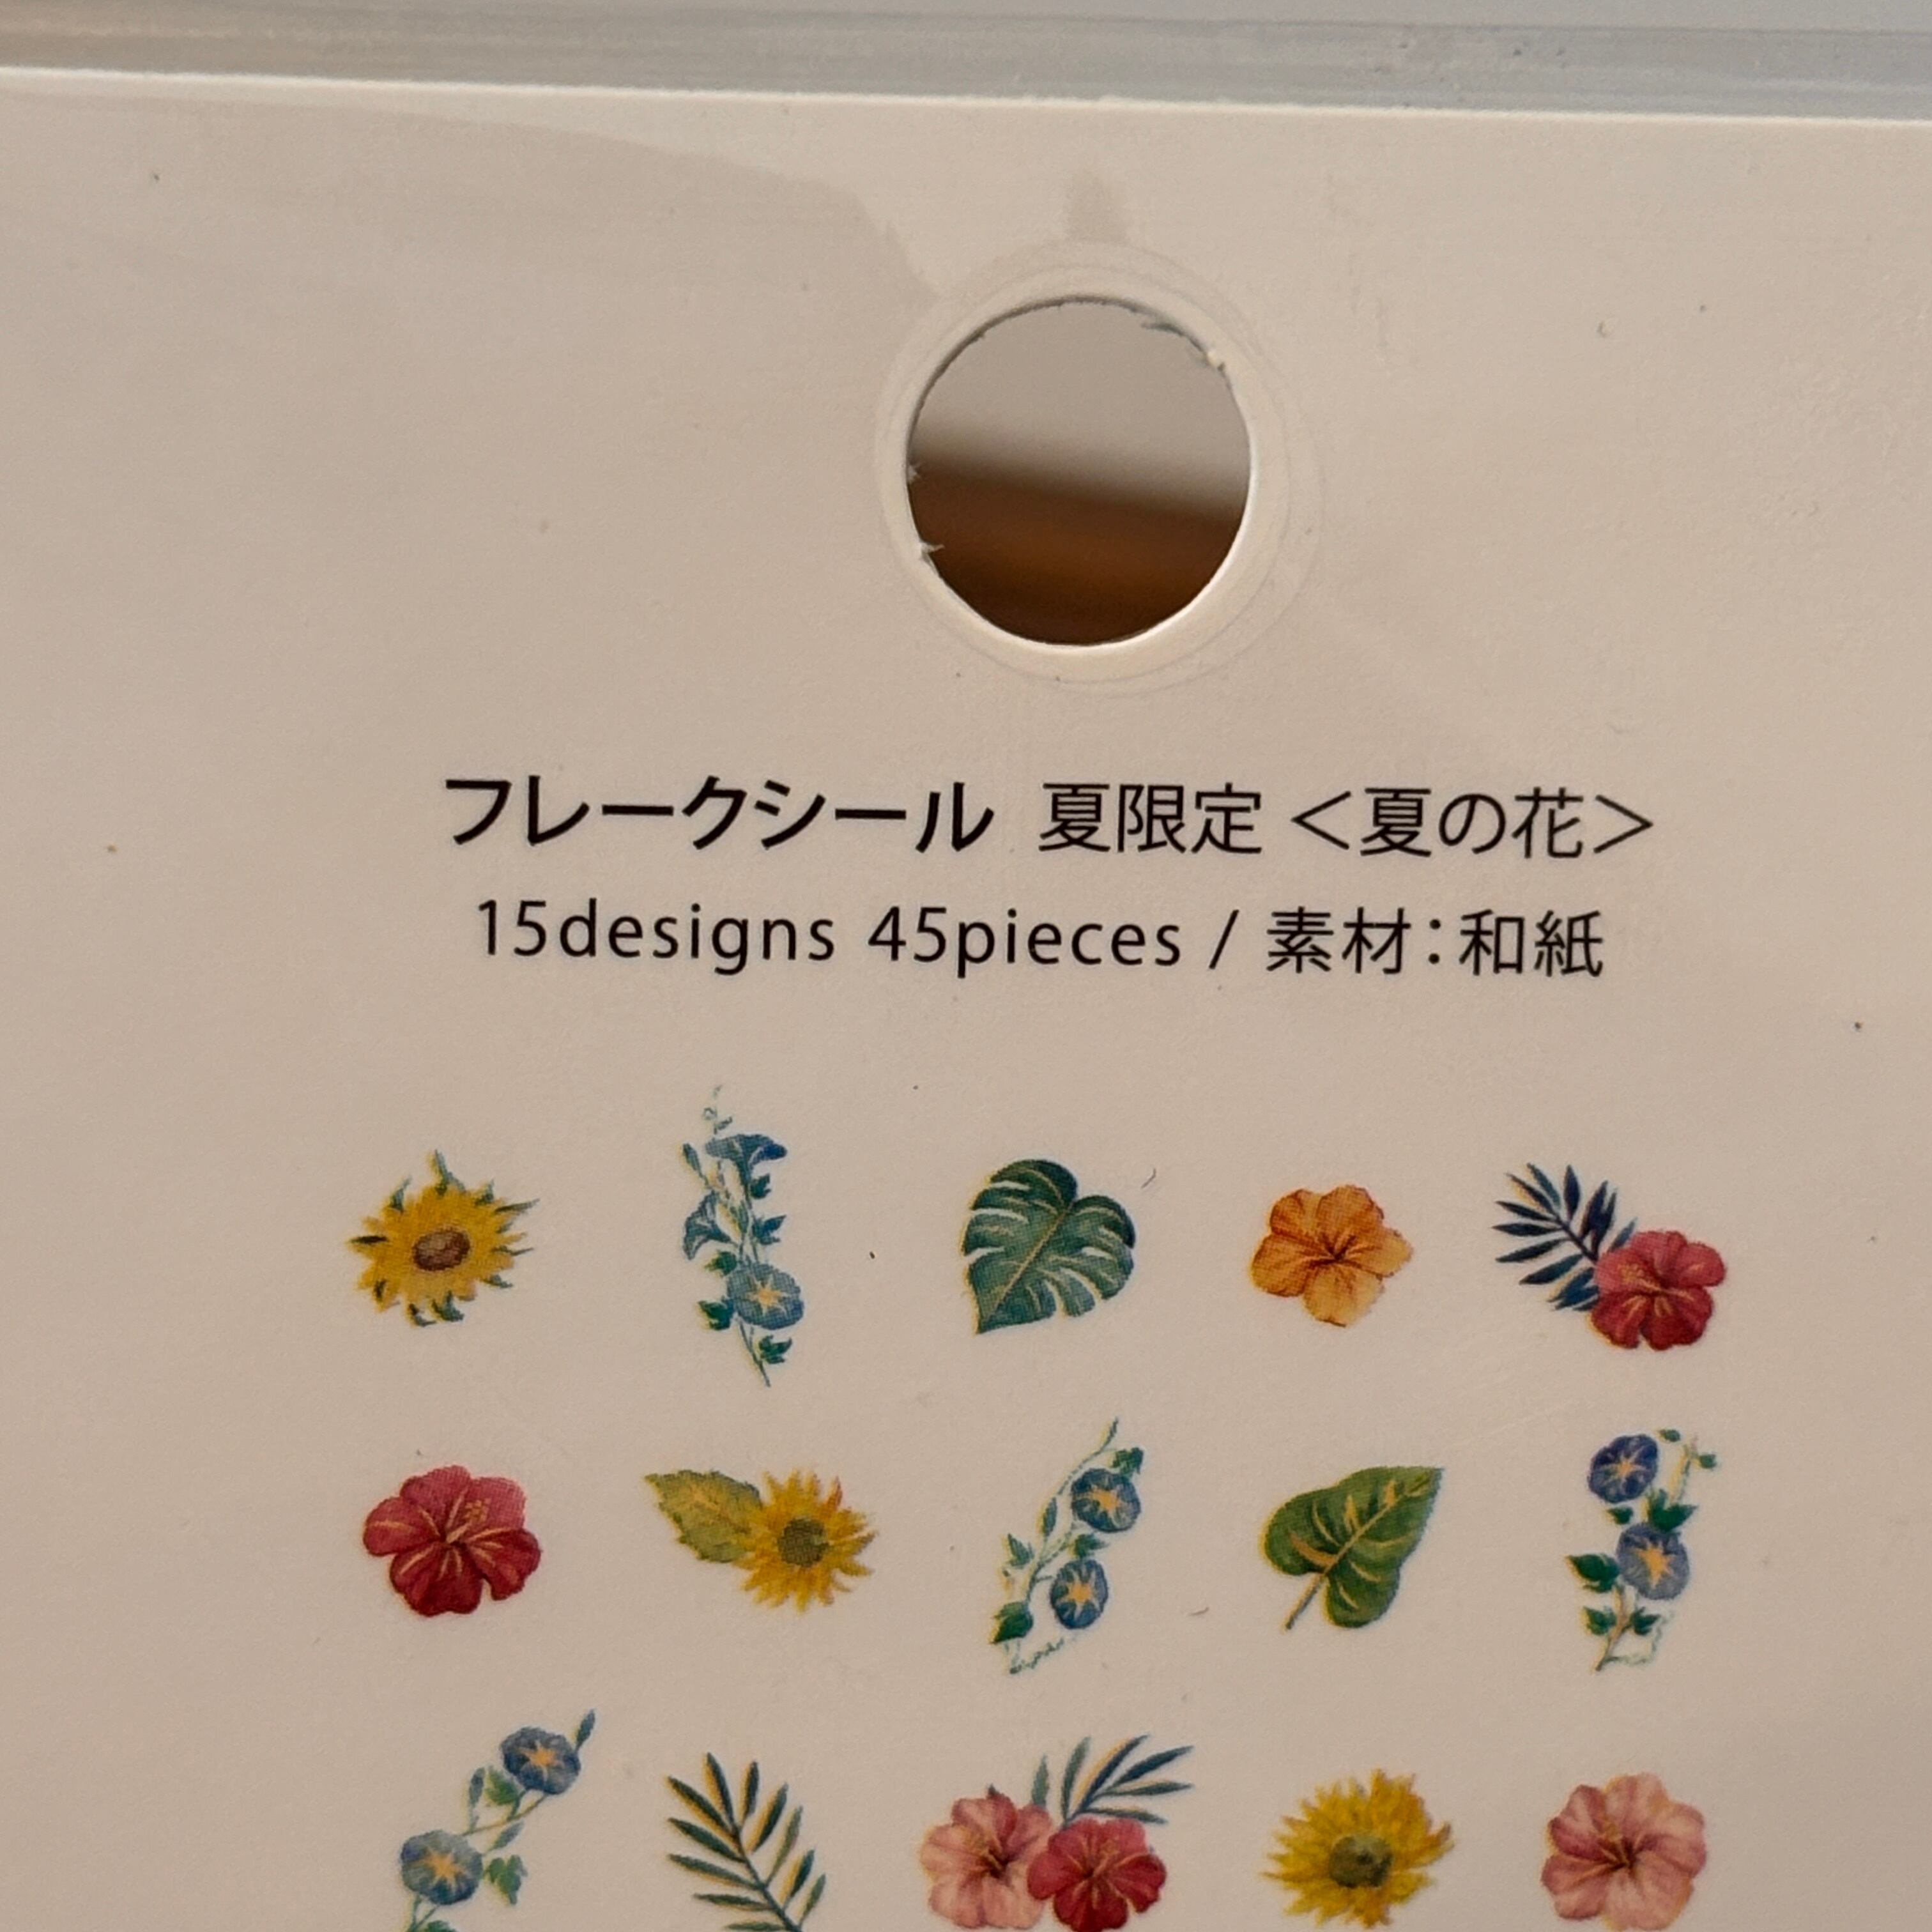 フレークシール 夏限定＜夏の花＞
15designs 45pieces / 素材：和紙